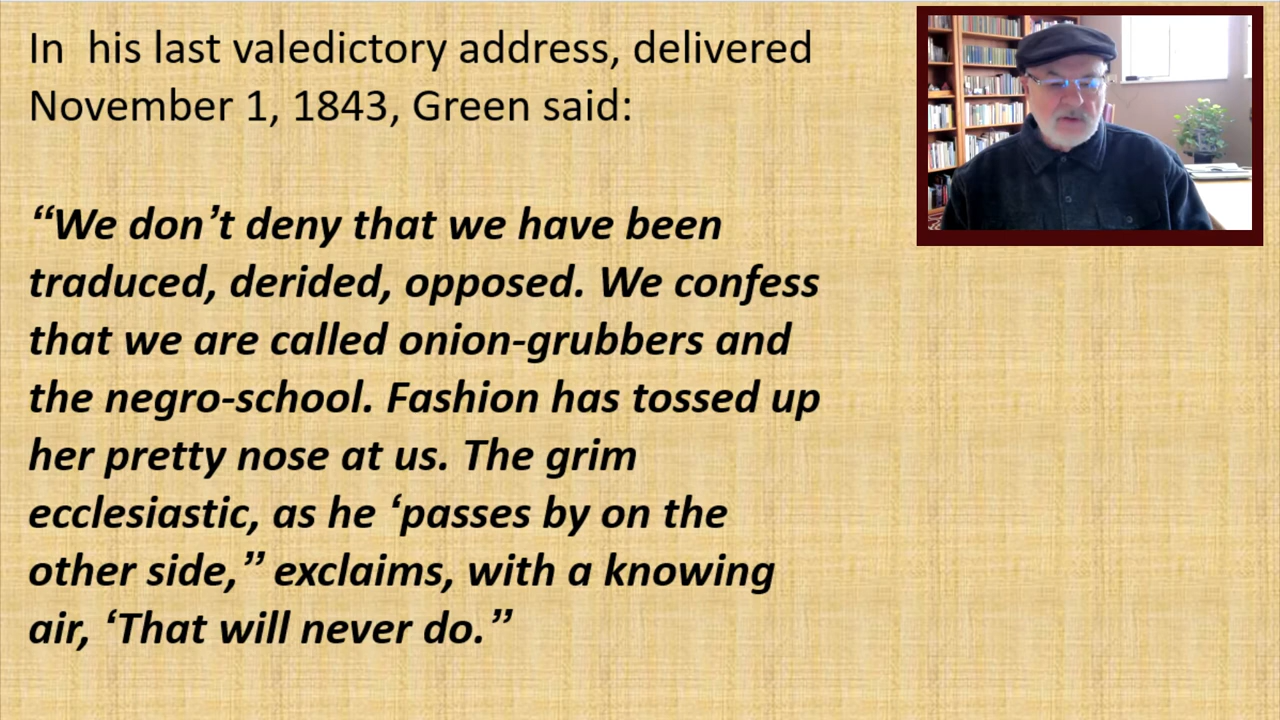 In  his last valedictory address, delivered
November 1, 1843, Green said:
“We don’t deny that we have been
traduced, derided, opposed. We confess
that we are called onion-grubbers and
the negro-school. Fashion has tossed up
her pretty nose at us. The grim
ecclesiastic, as he ‘passes by on the
other side,” exclaims, with a knowing
air, ‘That will never do.”